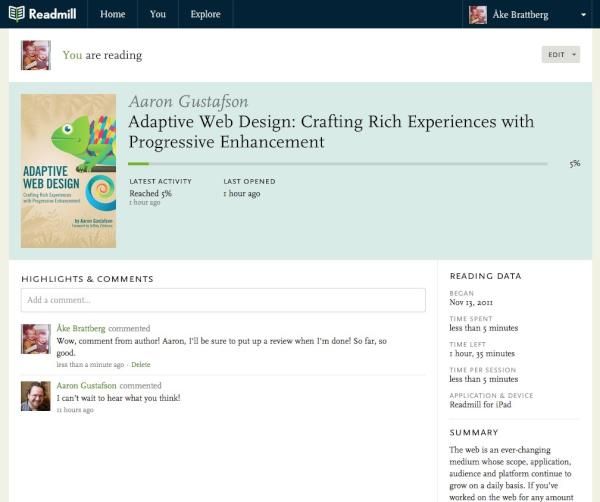 Readmill
Home
You
Explore
Åke Brattberg
You are reading
EDIT
Aaron Gustafson
Adaptive Web Design: Crafting Rich Experiences with
Progressive Enhancement
5%
LATEST ACTIVITY
Reached 5%
1 hour ago
LAST OPENED
1 hour ago
ADAPTIVE
WEB DESIGN
Crafting Rich Experiences
with Progressive Enhancement
by Aaron Gustafson
HIGHLIGHTS & COMMENTS
Add a comment...
Åke Brattberg commented
Wow, comment from author! Aaron, I'll be sure to put up a review when I'm done! So far, so
good.
less than a minute ago · Delete
Aaron Gustafson commented
I can't wait to hear what you think!
11 hours ago
READING DATA
BEGAN
Nov 13, 2011
TIME SPENT
less than 5 minutes
TIME LEFT
1 hour, 35 minutes
TIME PER SESSION
less than 5 minutes
APPLICATION & DEVICE
Readmill for iPad
SUMMARY
The web is an ever-changing
medium whose scope, application,
audience and platform continue to
grow on a daily basis. If you've
worked on the web for any amount